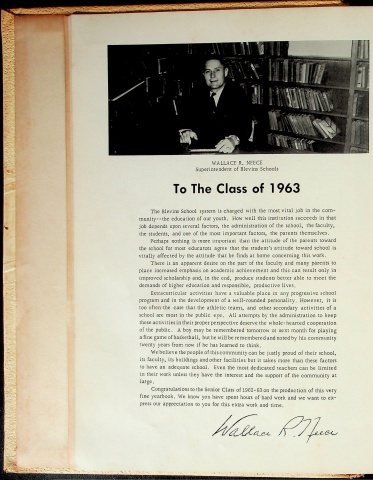 WALLACE R. NEECE
Superintendent of Blevins Schools
To The Class of 1963
The Blevins School system is charged with the most vital job in the com-
munity--the education of our youth. How well this institution succeeds in that
job depends upon several factors, the administration of the school, the faculty,
the students, and one of the most important factors, the parents themselves.
Perhaps nothing is more important than the attitude of the parents toward
the school for most educators agree that the student's attitude toward school is
vitally affected by the attitude that he finds at home concerning this work.
There is an apparent desire on the part of the faculty and many parents to
place increased emphasis on academic achievement and this can result only in
improved scholarship and, in the end, produce students better able to meet the
demands of higher education and responsible, productive lives.
Extracurricular activities have a valuable place in any progressive school
program and in the development of a well-rounded personality. However, it is
too often the case that the athletic teams, and other secondary activities of a
school are most in the public eye. All attempts by the administration to keep
these activities in their proper perspective deserve the whole-hearted cooperation
of the public. A boy may be remembered tomorrow or next month for playing
a fine game of basketball, but he will be remembered and noted by his community
twenty years from now if he has learned to think.
We believe the people of this community can be justly proud of their school,
its faculty, its buildings and other facilities but it takes more than these factors
to have an adequate school. Even the most dedicated teachers can be limited
in their work unless they have the interest and the support of the community at
large.
Congratulations to the Senior Class of 1962-63 on the production of this very
fine yearbook. We know you have spent hours of hard work and we want to ex-
press our appreciation to you for this extra work and time.
Wallace R. Neece